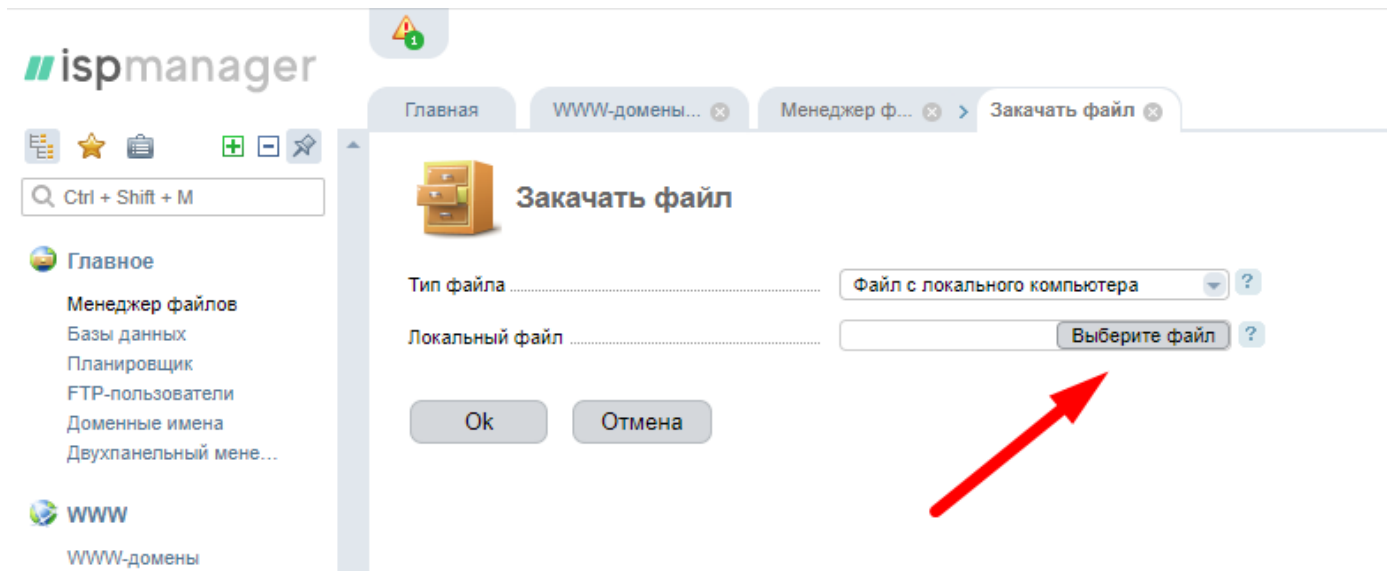 1
ispmanager
Главная
WWW-домены...
Менеджер ф...
Закачать файл
Ctrl + Shift + M
Закачать файл
Главное
Менеджер файлов
Базы данных
Планировщик
FTP-пользователи
Доменные имена
Двухпанельный мене...
WWW
WWW-домены
Тип файла
Файл с локального компьютера
?
Локальный файл
Выберите файл
?
Ok
Отмена